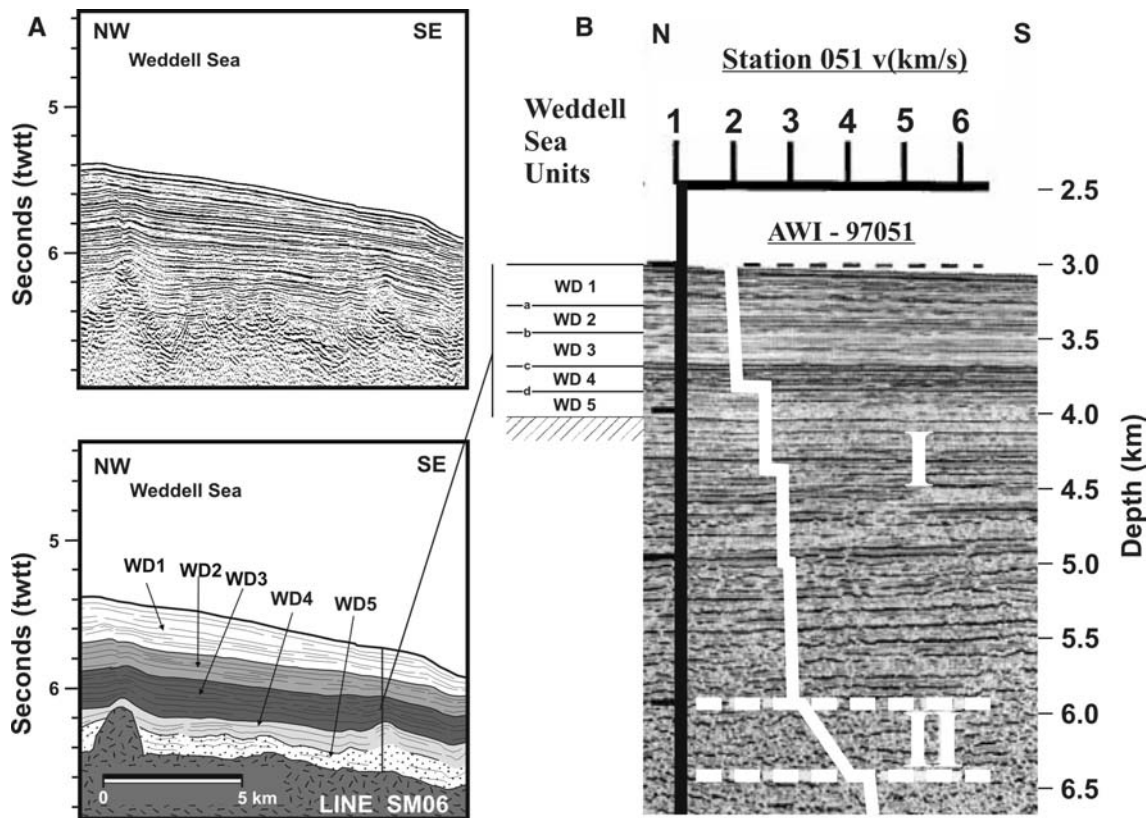 A
NW
SE
Weddell Sea
5
6
Seconds (twtt)
NW
SE
Weddell Sea
5
6
Seconds (twtt)
WD1
WD2
WD3
WD4
WD5
0
5 km
LINE SM06
B
N
S
Station 051 v(km/s)
Weddell
Sea
Units
1 2 3 4 5 6
AWI - 97051
WD 1
a
WD 2
b
WD 3
c
WD 4
d
WD 5
I
II
2.5
3.0
3.5
4.0
4.5
5.0
5.5
6.0
6.5
Depth (km)